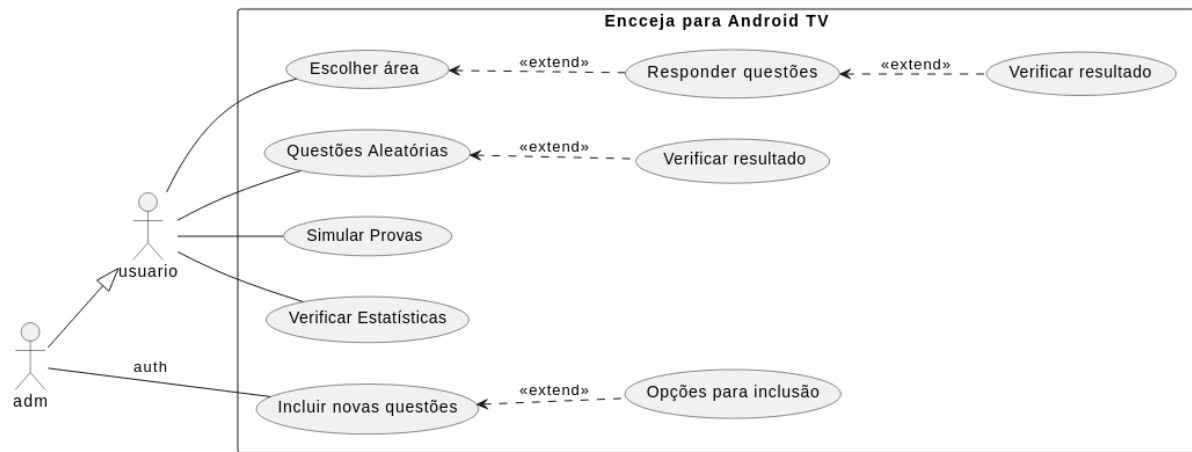 Encceja para Android TV
Escolher área
«extend»
Responder questões
«extend»
Verificar resultado
Questões Aleatórias
«extend»
Verificar resultado
Simular Provas
usuario
Verificar Estatísticas
auth
adm
Incluir novas questões
«extend»
Opções para inclusão